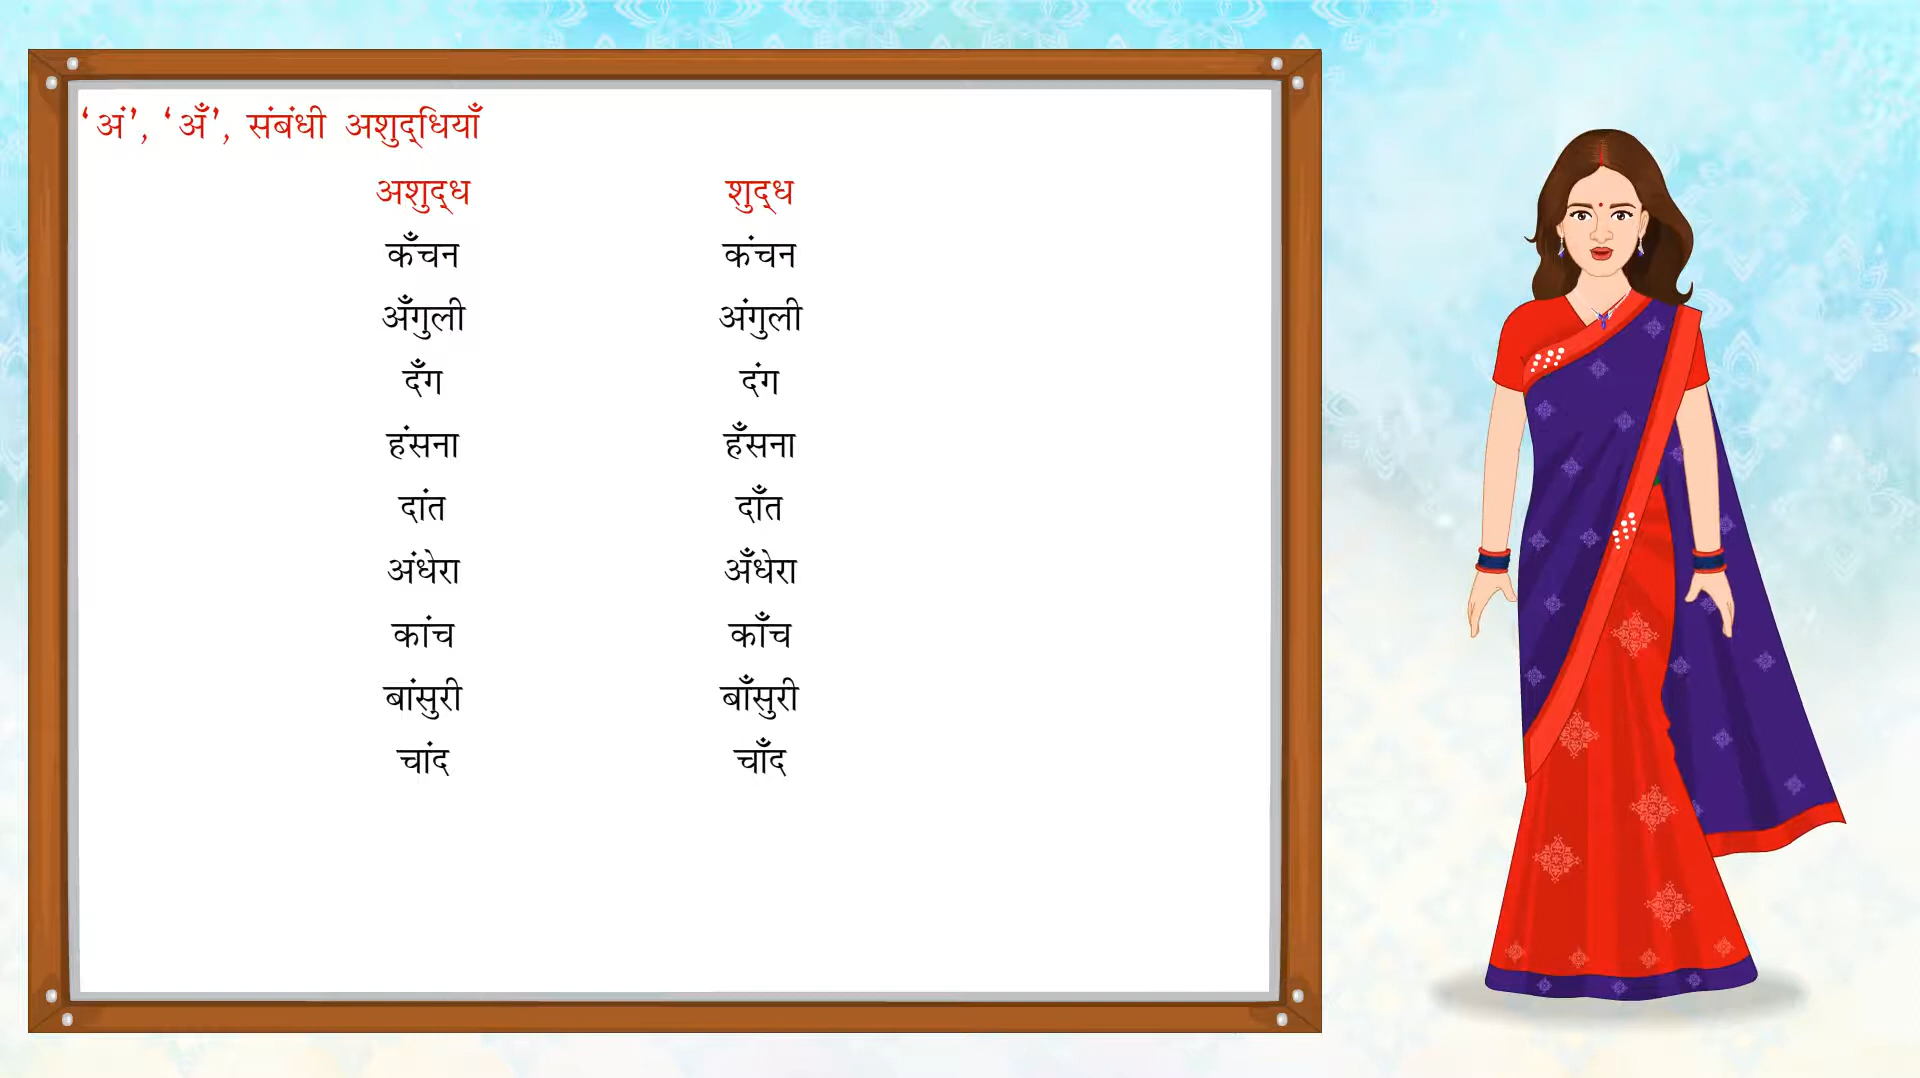 ‘अं’, ‘अँ’, संबंधी अशुद्धियाँ
अशुद्ध शुद्ध
कँचन कंचन
अँगुली अंगुली
दँग दंग
हंसना हँसना
दांत दाँत
अंधेरा अँधेरा
कांच काँच
बांसुरी बाँसुरी
चांद चाँद